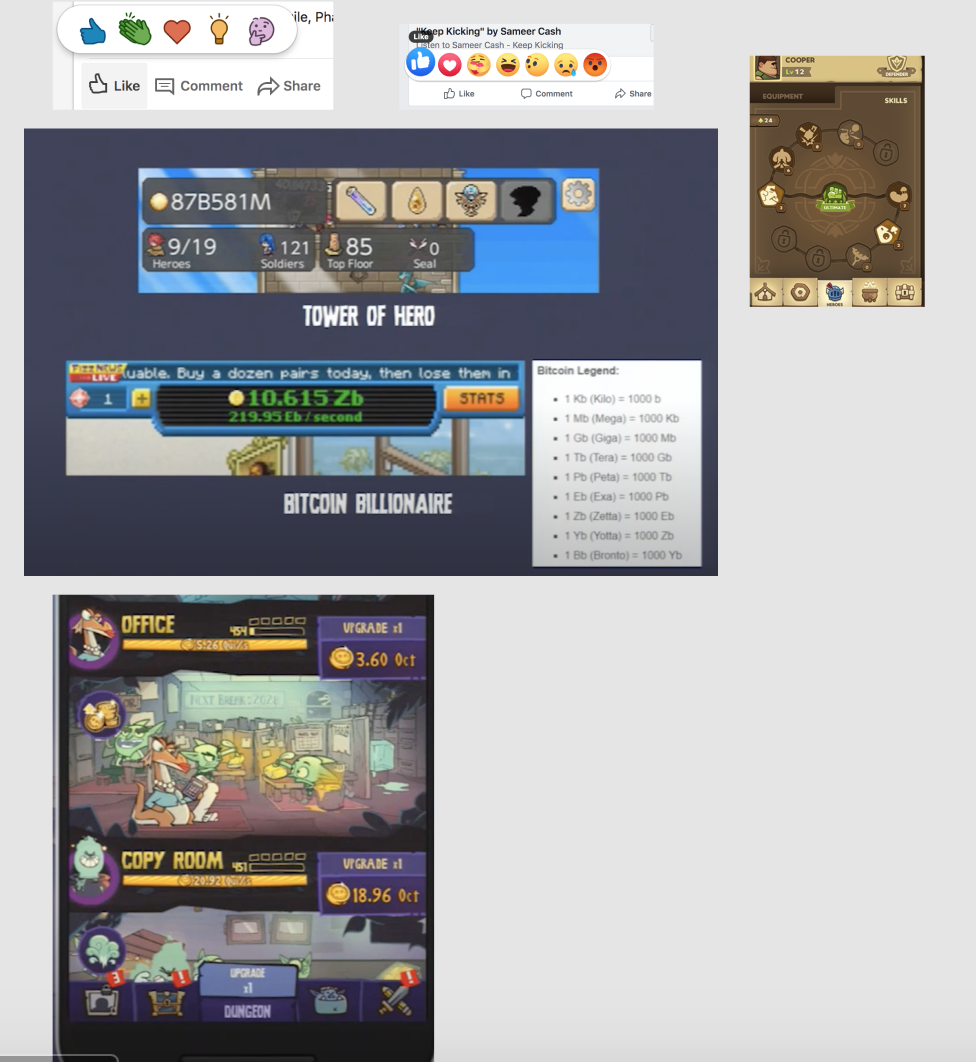 ile, Pha
Like
Comment
Share
"Keep Kicking" by Sameer Cash
Like
Listen to Sameer Cash - Keep Kicking
Like
Comment
Share
COOPER
Lv 12
DEFENDER
EQUIPMENT
SKILLS
24
ULTIMATE
HEROES
87B581M
9/19
Heroes
121
Soldiers
85
Top Floor
0
Seal
TOWER OF HERO
FIZZ NEWS
LIVE
uable. Buy a dozen pairs today, then lose them in
1
10.615 Zb
219.95 Eb / second
STATS
BITCOIN BILLIONAIRE
Bitcoin Legend:
• 1 Kb (Kilo) = 1000 b
• 1 Mb (Mega) = 1000 Kb
• 1 Gb (Giga) = 1000 Mb
• 1 Tb (Tera) = 1000 Gb
• 1 Pb (Peta) = 1000 Tb
• 1 Eb (Exa) = 1000 Pb
• 1 Zb (Zetta) = 1000 Eb
• 1 Yb (Yotta) = 1000 Zb
• 1 Bb (Bronto) = 1000 Yb
OFFICE
454
UPGRADE x1
3.60 Oct
NEXT BREAK: 2028
COPY ROOM
451
UPGRADE x1
18.96 Oct
3
1
UPGRADE
x1
DUNGEON
1